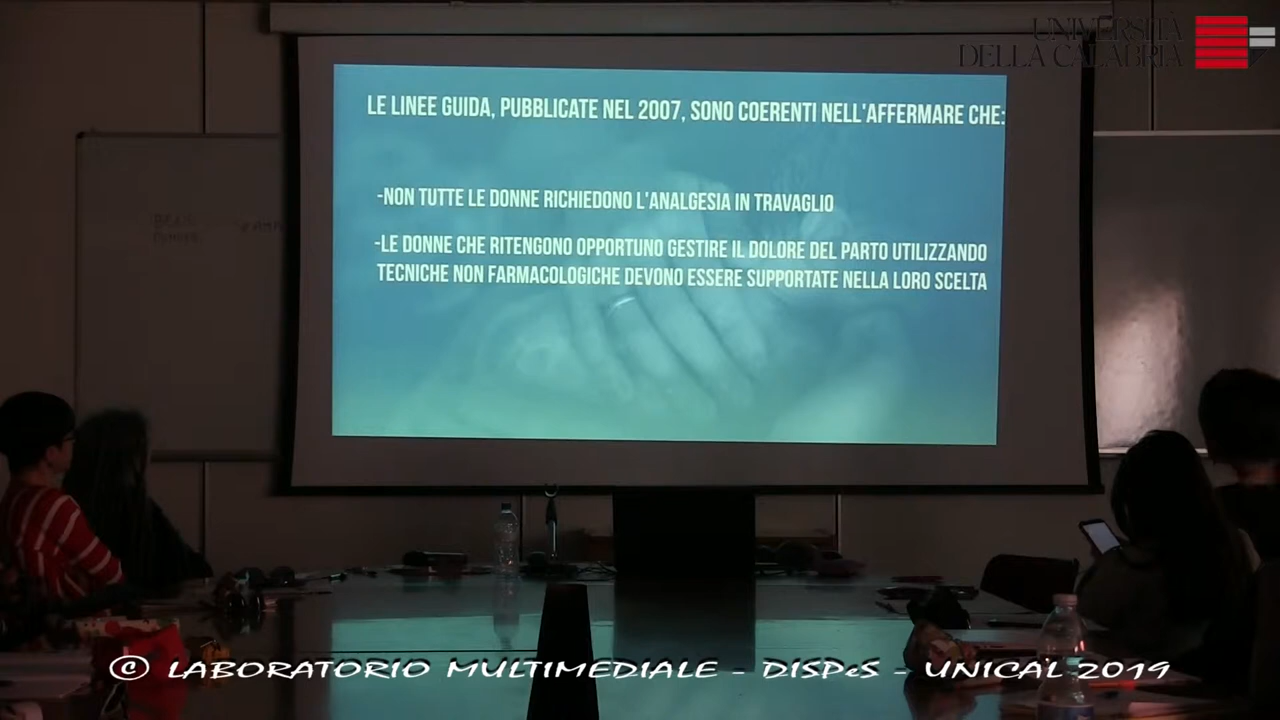 UNIVERSITÀ
DELLA CALABRIA
LE LINEE GUIDA, PUBBLICATE NEL 2007, SONO COERENTI NELL'AFFERMARE CHE:
-NON TUTTE LE DONNE RICHIEDONO L'ANALGESIA IN TRAVAGLIO
-LE DONNE CHE RITENGONO OPPORTUNO GESTIRE IL DOLORE DEL PARTO UTILIZZANDO
TECNICHE NON FARMACOLOGICHE DEVONO ESSERE SUPPORTATE NELLA LORO SCELTA
© LABORATORIO MULTIMEDIALE - DISPeS - UNICAL 2019